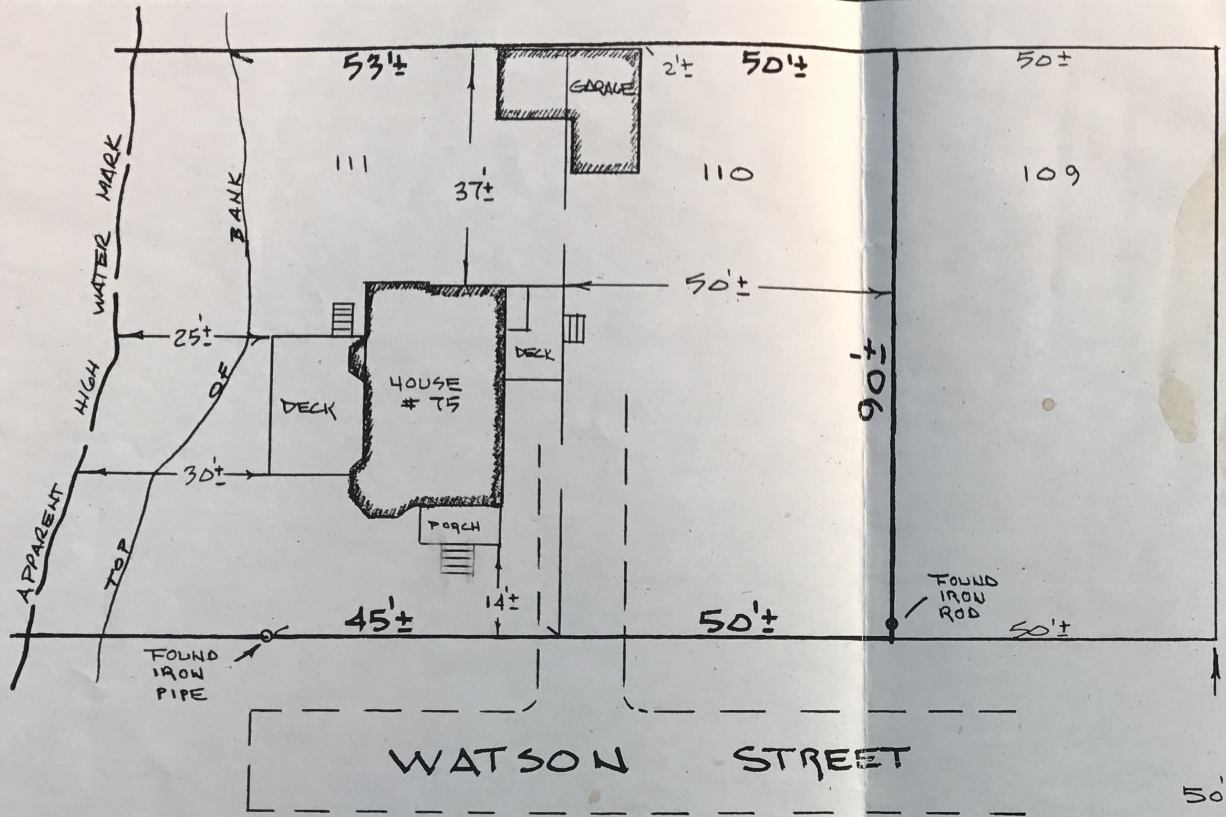 53'±
2'±
50'±
50±
GARAGE
111
110
109
37'±
APPARENT HIGH WATER MARK
TOP OF BANK
50'±
25'±
DECK
HOUSE
# 75
DECK
90'±
30'±
PORCH
14'±
45'±
50'±
FOUND
IRON
ROD
50'±
FOUND
IRON
PIPE
WATSON STREET
50'